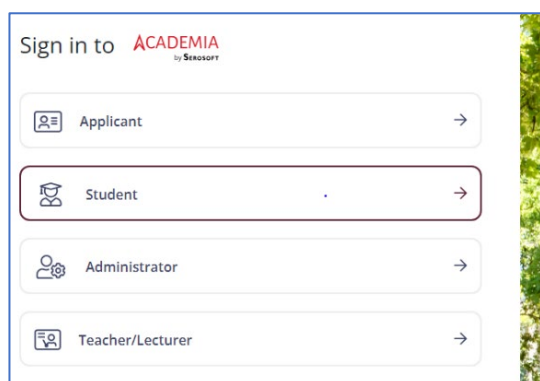 Sign in to ACADEMIA
by SEROSOFT
Applicant
Student
Administrator
Teacher/Lecturer